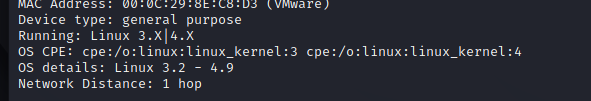 MAC Address: 00:0C:29:8E:C8:D3 (VMware)
Device type: general purpose
Running: Linux 3.X|4.X
OS CPE: cpe:/o:linux:linux_kernel:3 cpe:/o:linux:linux_kernel:4
OS details: Linux 3.2 - 4.9
Network Distance: 1 hop